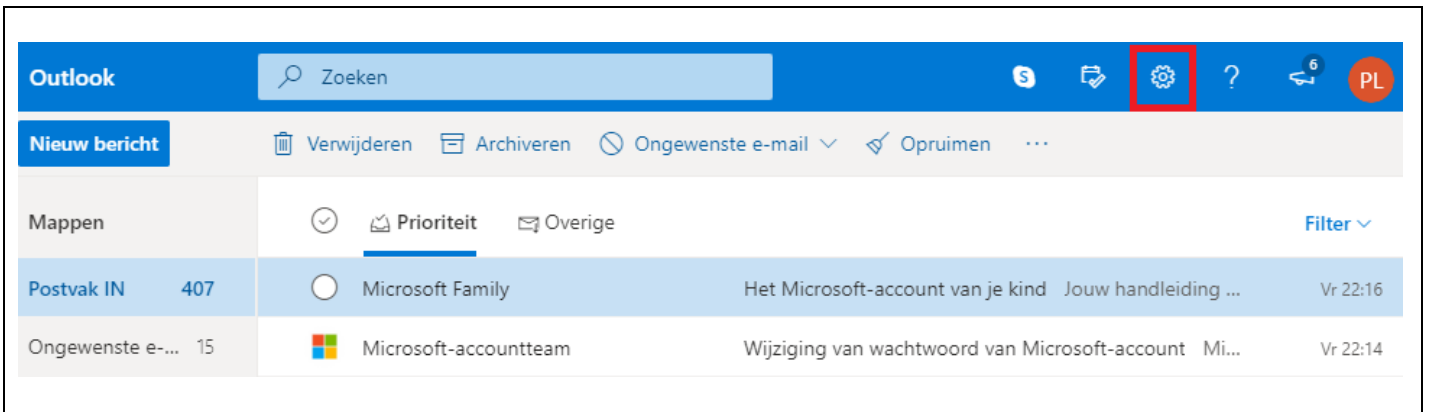 Outlook Zoeken 6 PL
Nieuw bericht Verwijderen Archiveren Ongewenste e-mail Opruimen ...
Mappen Prioriteit Overige Filter
Postvak IN 407 Microsoft Family Het Microsoft-account van je kind Jouw handleiding ... Vr 22:16
Ongewenste e-... 15 Microsoft-accountteam Wijziging van wachtwoord van Microsoft-account Mi... Vr 22:14